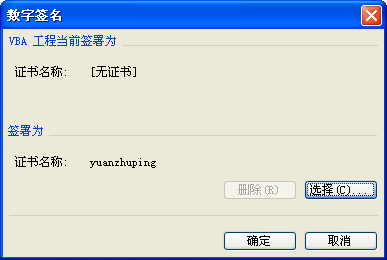 数字签名
VBA 工程当前签署为
证书名称: [无证书]
签署为
证书名称: yuanzhuping
删除(R) 选择(C)...
确定 取消